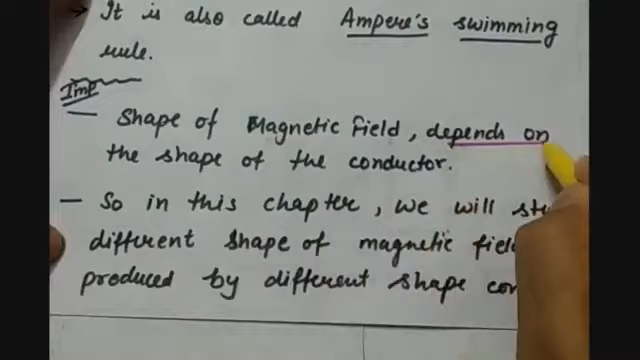 → It is also called Ampere's swimming
rule.
Imp
— Shape of Magnetic Field, depends on
the shape of the conductor.
— So in this chapter, we will
different shape of magnetic
produced by different shape